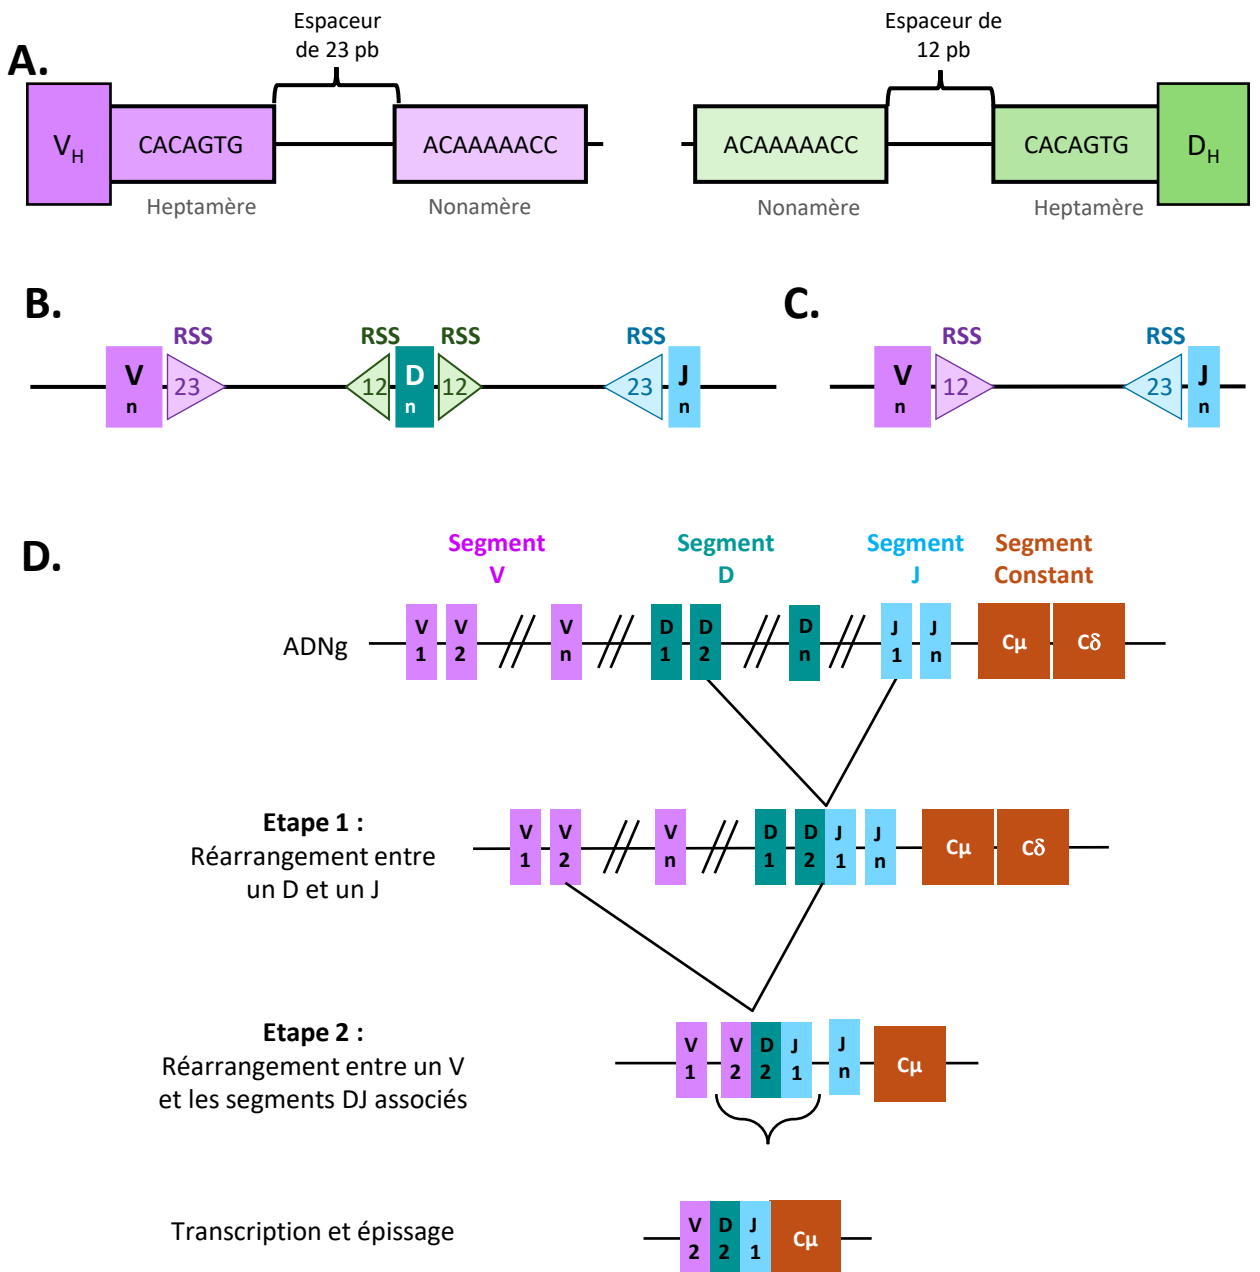 A.
Espaceur
de 23 pb
Espaceur de
12 pb
VH
CACAGTG
ACAAAAACC
ACAAAAACC
CACAGTG
DH
Heptamère
Nonamère
Nonamère
Heptamère
B.
RSS
RSS
RSS
RSS
V
n
23
12
D
n
12
23
J
n
C.
RSS
RSS
V
n
12
23
J
n
D.
Segment
V
Segment
D
Segment
J
Segment
Constant
ADNg
V
1
V
2
V
n
D
1
D
2
D
n
J
1
J
n
Cµ
Cδ
Etape 1 :
Réarrangement entre
un D et un J
V
1
V
2
V
n
D
1
D
2
J
1
J
n
Cµ
Cδ
Etape 2 :
Réarrangement entre un V
et les segments DJ associés
V
1
V
2
D
2
J
1
J
n
Cµ
Transcription et épissage
V
2
D
2
J
1
Cµ